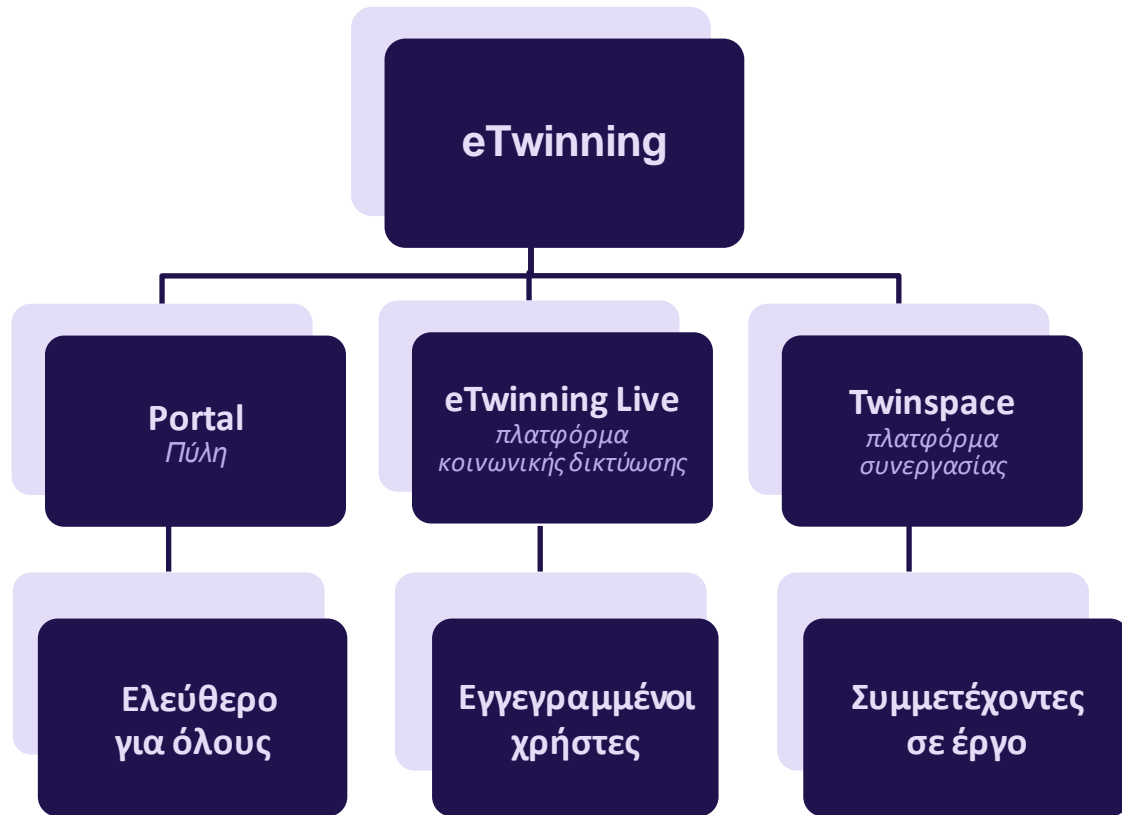 eTwinning
Portal
Πύλη
eTwinning Live
πλατφόρμα
κοινωνικής δικτύωσης
Twinspace
πλατφόρμα
συνεργασίας
Ελεύθερο
για όλους
Εγγεγραμμένοι
χρήστες
Συμμετέχοντες
σε έργο